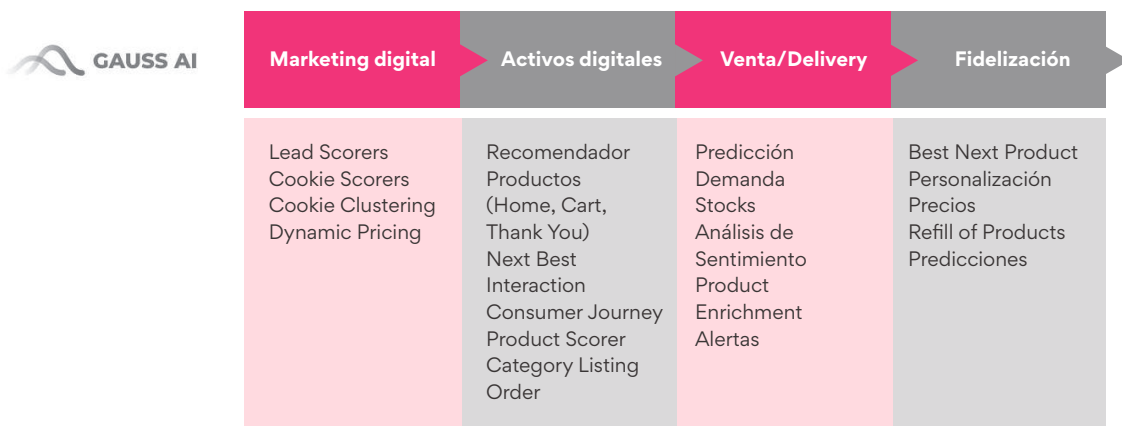 GAUSS AI
Marketing digital
Activos digitales
Venta/Delivery
Fidelización
Lead Scorers
Cookie Scorers
Cookie Clustering
Dynamic Pricing
Recomendador
Productos
(Home, Cart,
Thank You)
Next Best
Interaction
Consumer Journey
Product Scorer
Category Listing
Order
Predicción
Demanda
Stocks
Análisis de
Sentimiento
Product
Enrichment
Alertas
Best Next Product
Personalización
Precios
Refill of Products
Predicciones